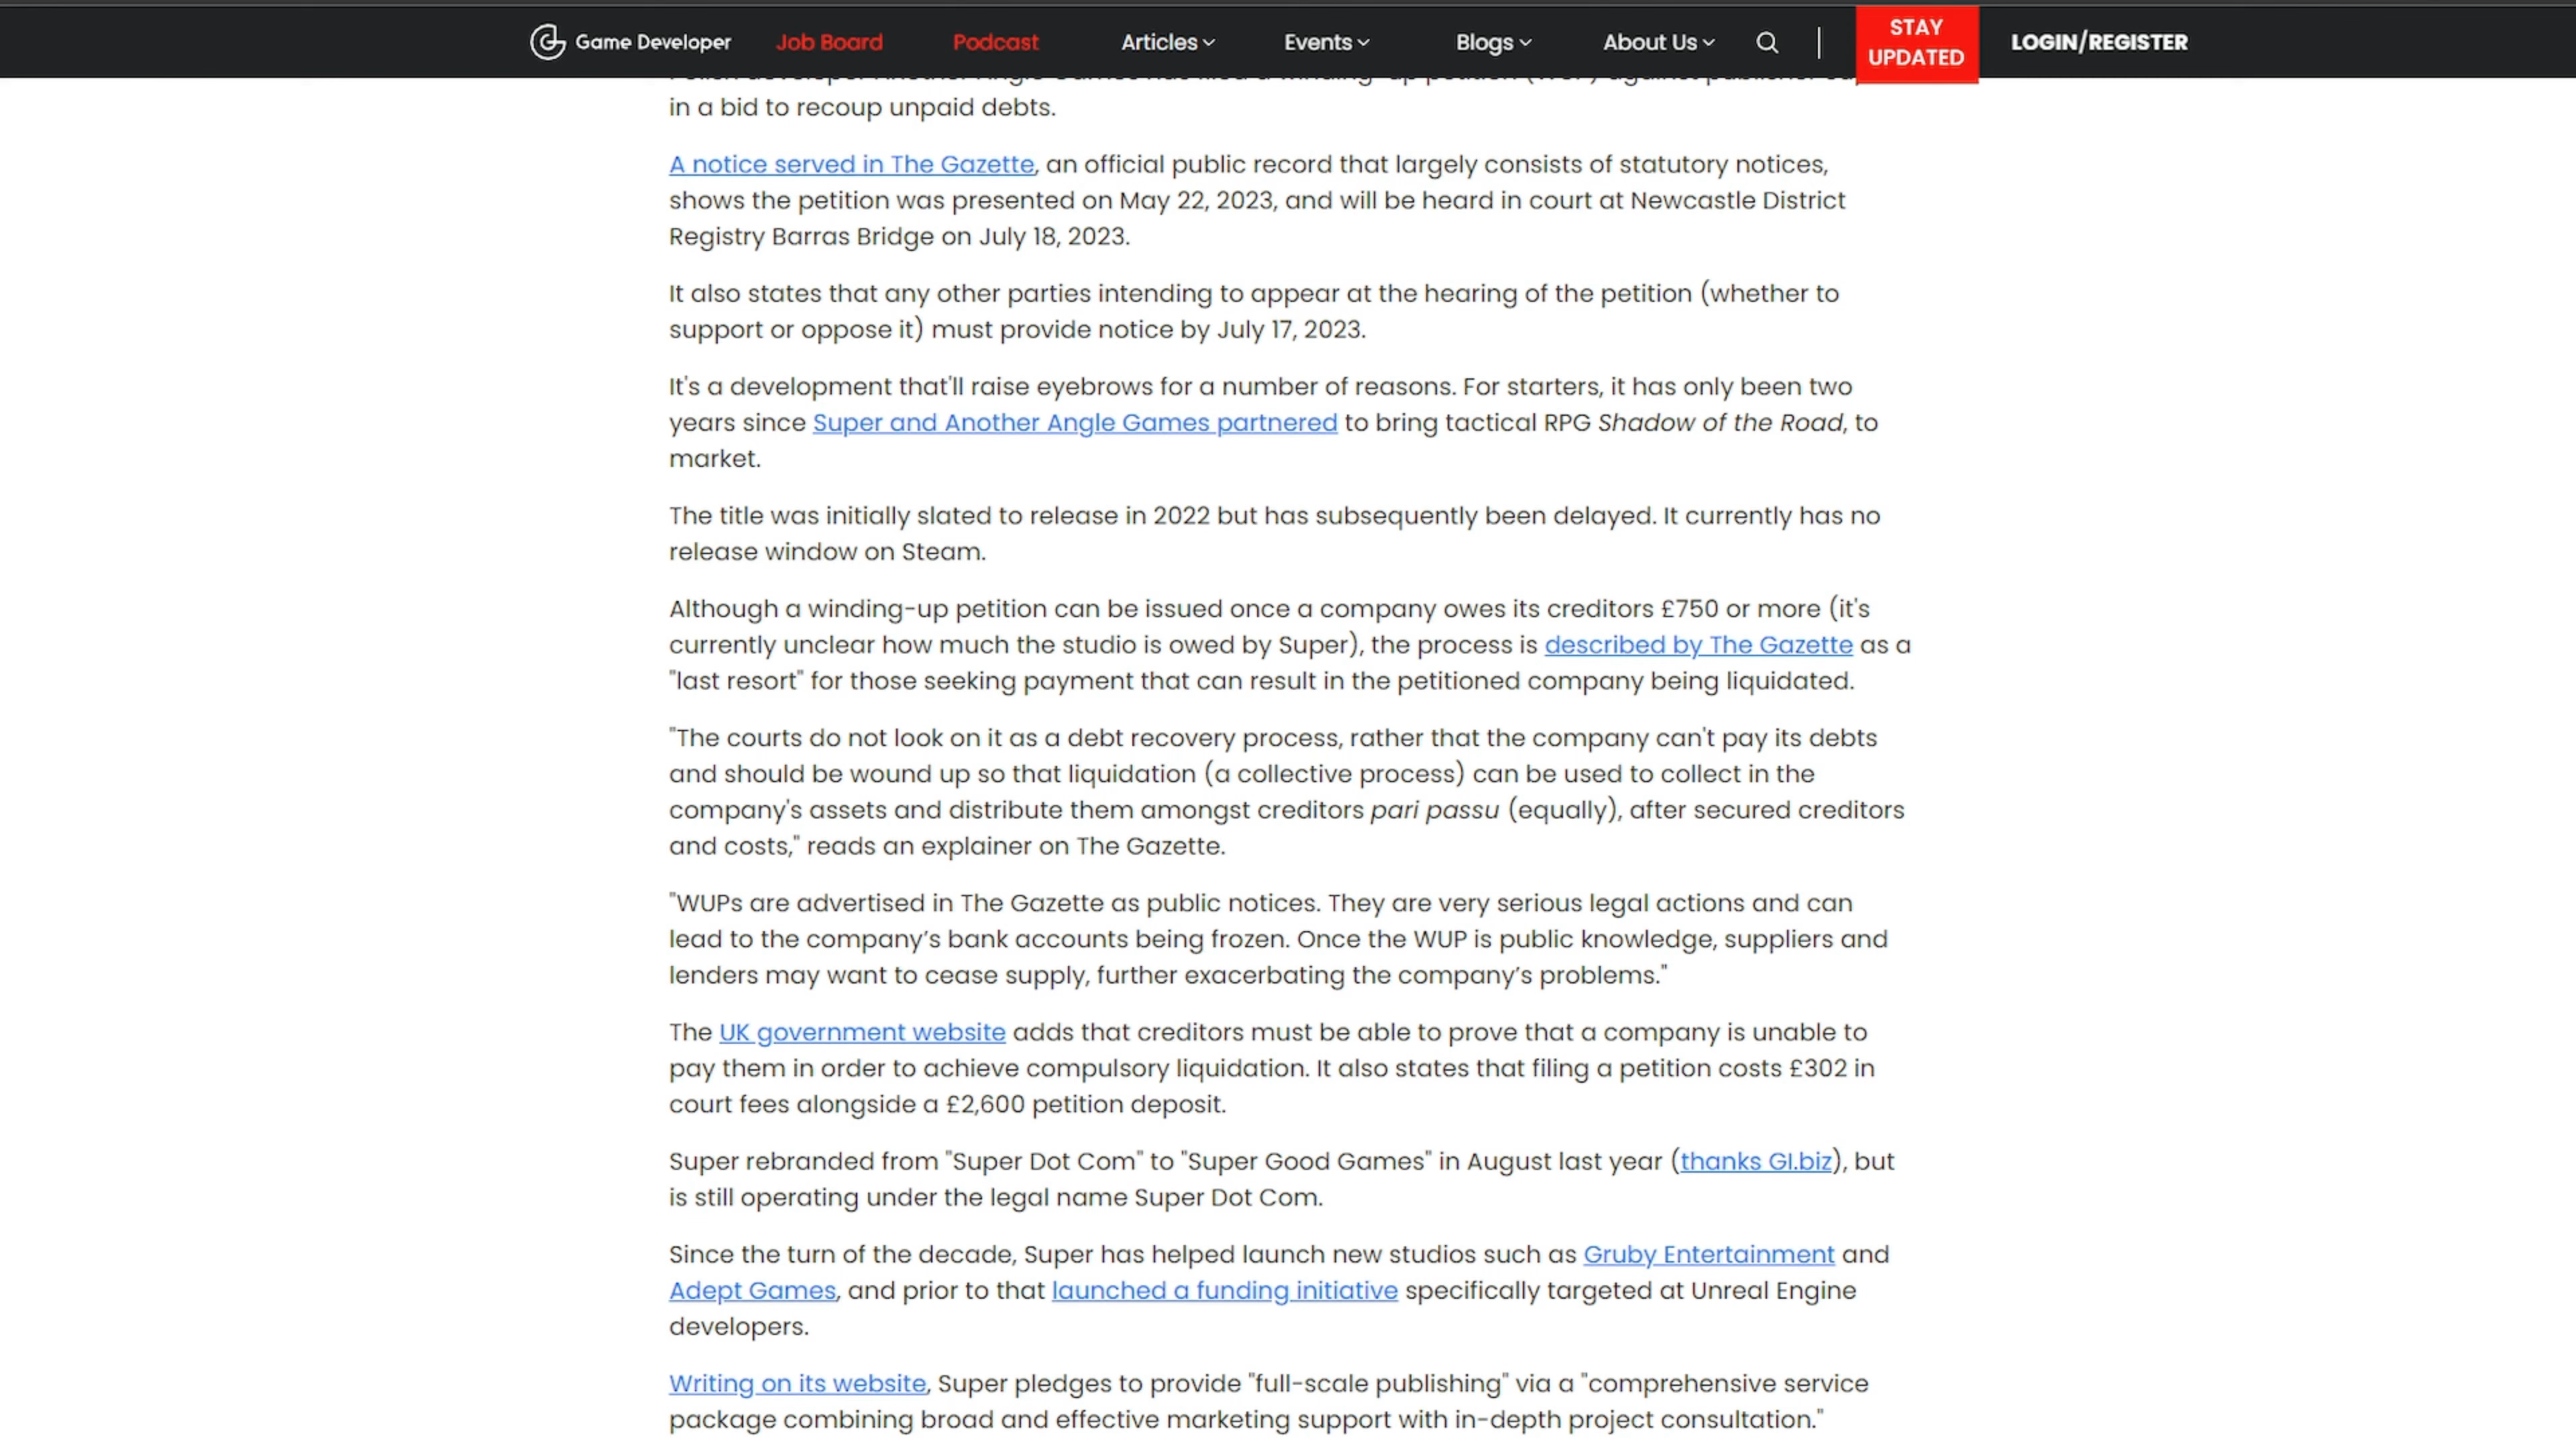 Game Developer Job Board Podcast Articles Events Blogs About Us STAY UPDATED LOGIN/REGISTER
in a bid to recoup unpaid debts.
A notice served in The Gazette, an official public record that largely consists of statutory notices,
shows the petition was presented on May 22, 2023, and will be heard in court at Newcastle District
Registry Barras Bridge on July 18, 2023.
It also states that any other parties intending to appear at the hearing of the petition (whether to
support or oppose it) must provide notice by July 17, 2023.
It's a development that'll raise eyebrows for a number of reasons. For starters, it has only been two
years since Super and Another Angle Games partnered to bring tactical RPG Shadow of the Road, to
market.
The title was initially slated to release in 2022 but has subsequently been delayed. It currently has no
release window on Steam.
Although a winding-up petition can be issued once a company owes its creditors £750 or more (it's
currently unclear how much the studio is owed by Super), the process is described by The Gazette as a
"last resort" for those seeking payment that can result in the petitioned company being liquidated.
"The courts do not look on it as a debt recovery process, rather that the company can't pay its debts
and should be wound up so that liquidation (a collective process) can be used to collect in the
company's assets and distribute them amongst creditors pari passu (equally), after secured creditors
and costs," reads an explainer on The Gazette.
"WUPs are advertised in The Gazette as public notices. They are very serious legal actions and can
lead to the company’s bank accounts being frozen. Once the WUP is public knowledge, suppliers and
lenders may want to cease supply, further exacerbating the company’s problems."
The UK government website adds that creditors must be able to prove that a company is unable to
pay them in order to achieve compulsory liquidation. It also states that filing a petition costs £302 in
court fees alongside a £2,600 petition deposit.
Super rebranded from "Super Dot Com" to "Super Good Games" in August last year (thanks GI.biz), but
is still operating under the legal name Super Dot Com.
Since the turn of the decade, Super has helped launch new studios such as Gruby Entertainment and
Adept Games, and prior to that launched a funding initiative specifically targeted at Unreal Engine
developers.
Writing on its website, Super pledges to provide "full-scale publishing" via a "comprehensive service
package combining broad and effective marketing support with in-depth project consultation."